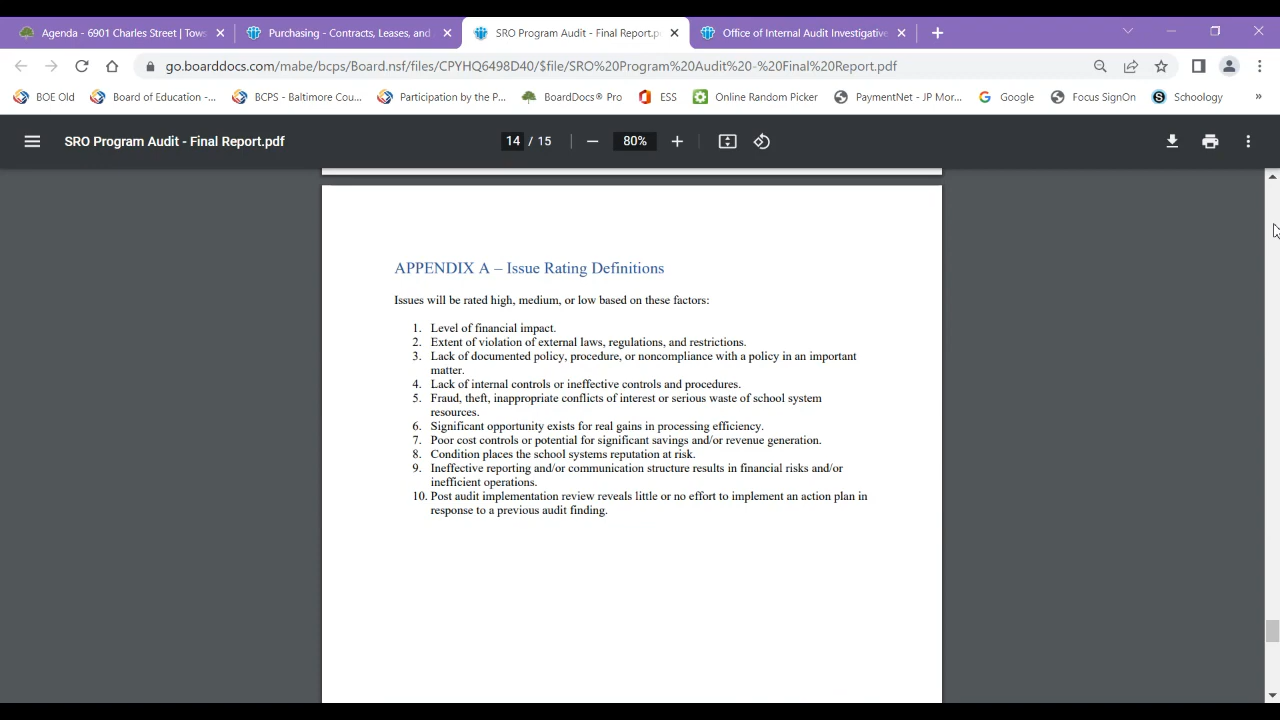 Agenda - 6901 Charles Street | Tows
Purchasing - Contracts, Leases, and
SRO Program Audit - Final Report.p
Office of Internal Audit Investigative
go.boarddocs.com/mabe/bcps/Board.nsf/files/CPYHQ6498D40/$file/SRO%20Program%20Audit%20-%20Final%20Report.pdf
BOE Old
Board of Education -...
BCPS - Baltimore Cou...
Participation by the P...
BoardDocs® Pro
ESS
Online Random Picker
PaymentNet - JP Mor...
Google
Focus SignOn
Schoology
»
SRO Program Audit - Final Report.pdf
14 / 15
80%
APPENDIX A – Issue Rating Definitions
Issues will be rated high, medium, or low based on these factors:
1. Level of financial impact.
2. Extent of violation of external laws, regulations, and restrictions.
3. Lack of documented policy, procedure, or noncompliance with a policy in an important
matter.
4. Lack of internal controls or ineffective controls and procedures.
5. Fraud, theft, inappropriate conflicts of interest or serious waste of school system
resources.
6. Significant opportunity exists for real gains in processing efficiency.
7. Poor cost controls or potential for significant savings and/or revenue generation.
8. Condition places the school systems reputation at risk.
9. Ineffective reporting and/or communication structure results in financial risks and/or
inefficient operations.
10. Post audit implementation review reveals little or no effort to implement an action plan in
response to a previous audit finding.